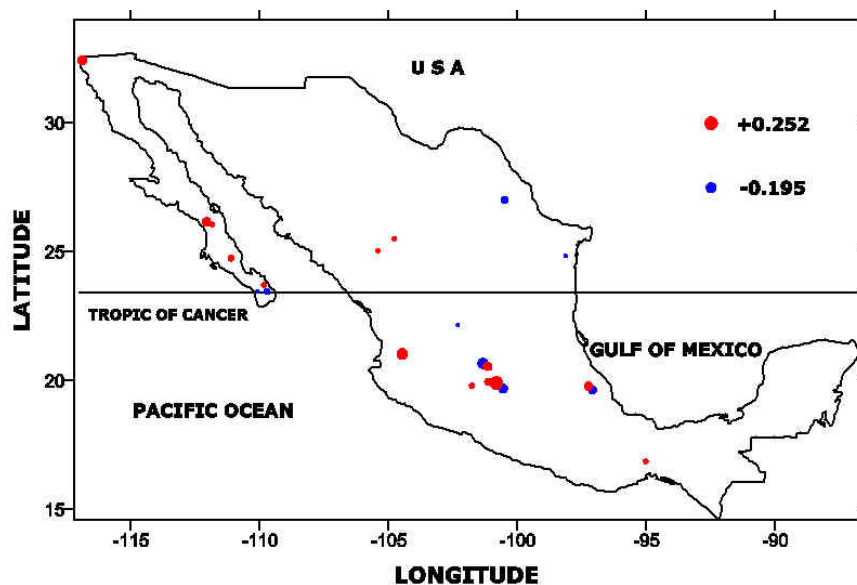 U S A
+0.252
-0.195
30
25
20
15
LATITUDE
TROPIC OF CANCER
GULF OF MEXICO
PACIFIC OCEAN
-115 -110 -105 -100 -95 -90
LONGITUDE